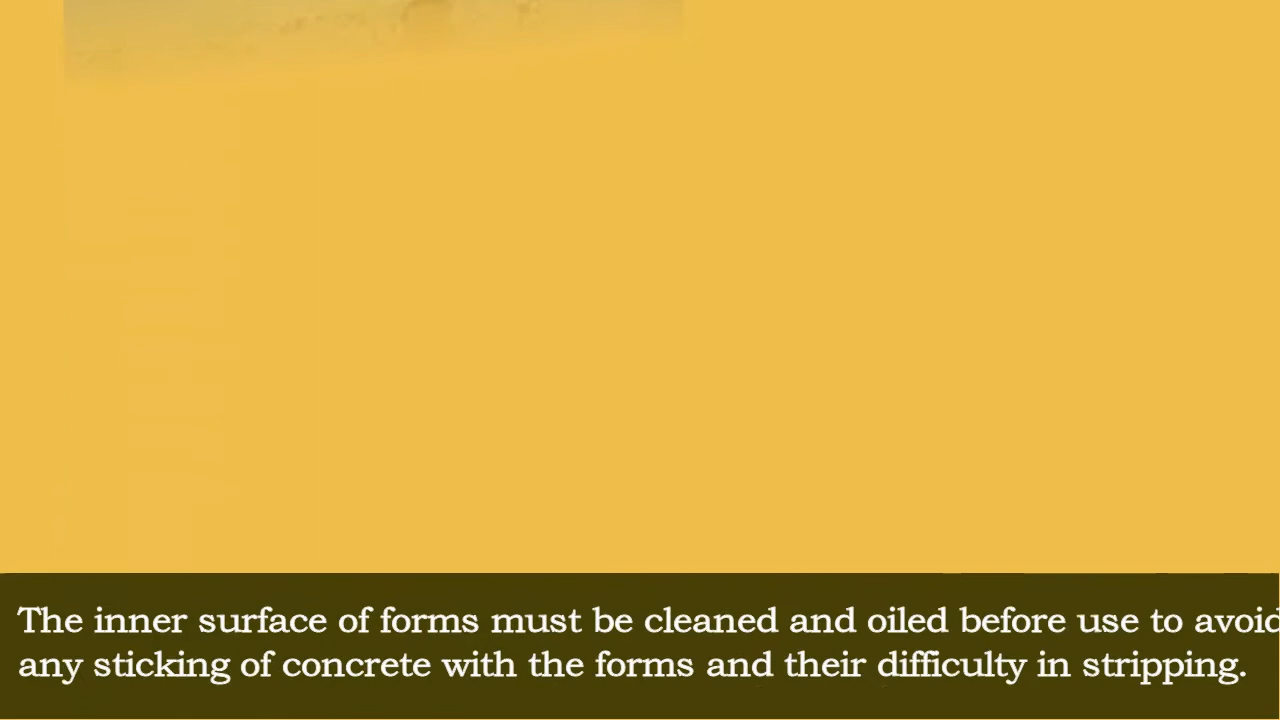 The inner surface of forms must be cleaned and oiled before use to avoid
any sticking of concrete with the forms and their difficulty in stripping.